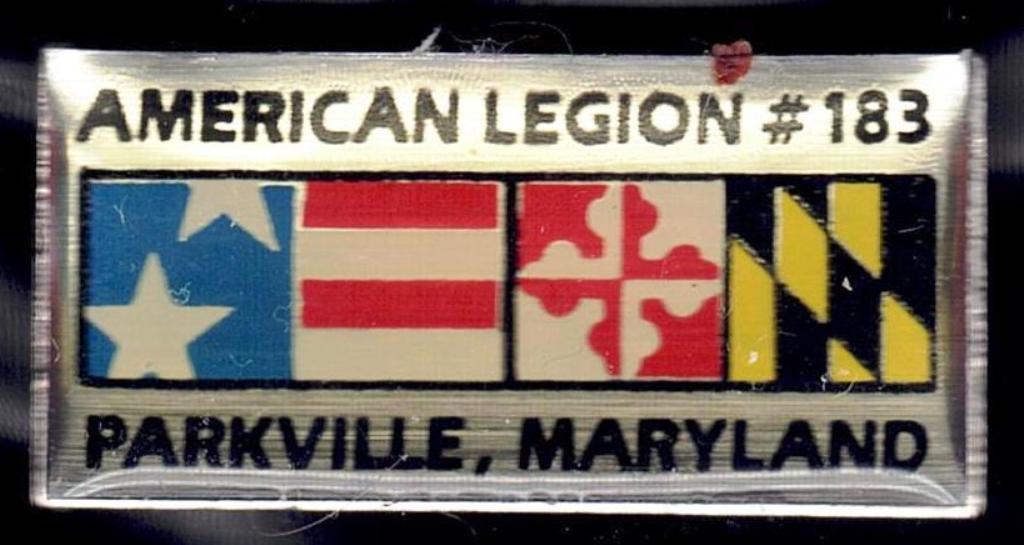 AMERICAN LEGION #183
PARKVILLE, MARYLAND